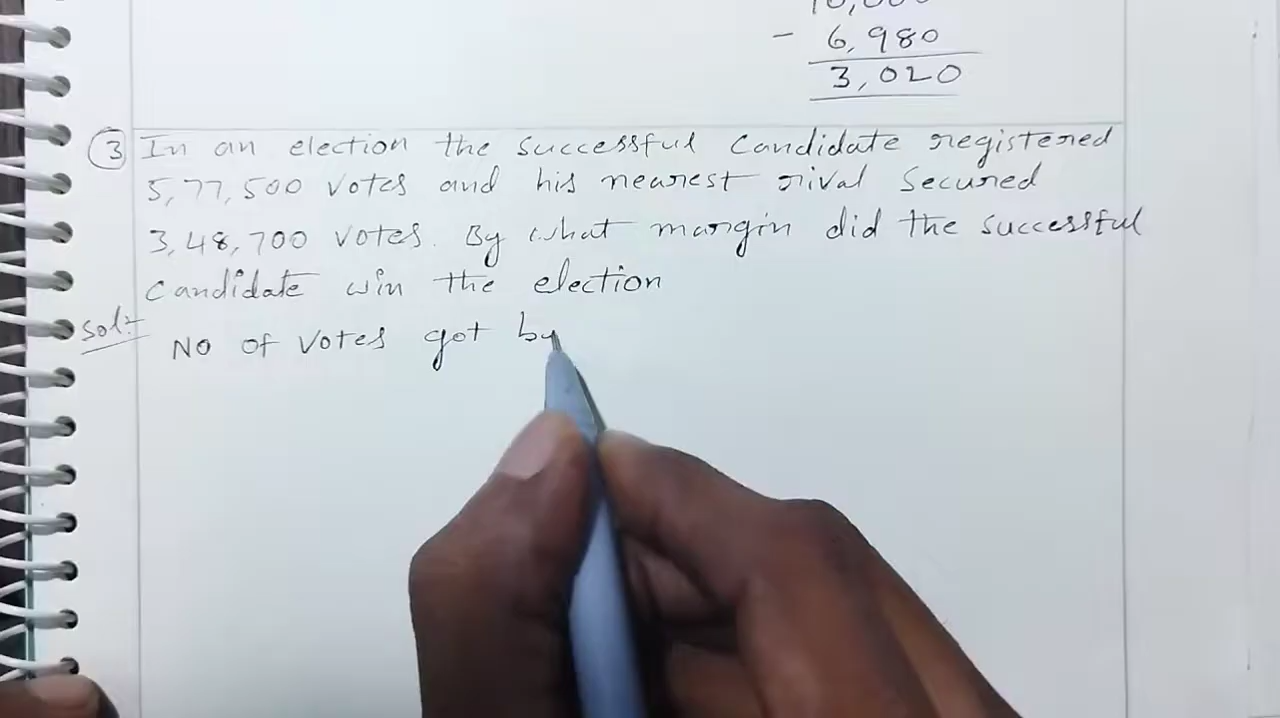 - 6,980
3,020
③ In an election the successful candidate registered
5,77,500 votes and his nearest rival secured
3,48,700 votes. By what margin did the successful
candidate win the election
Sol:- No of votes got by